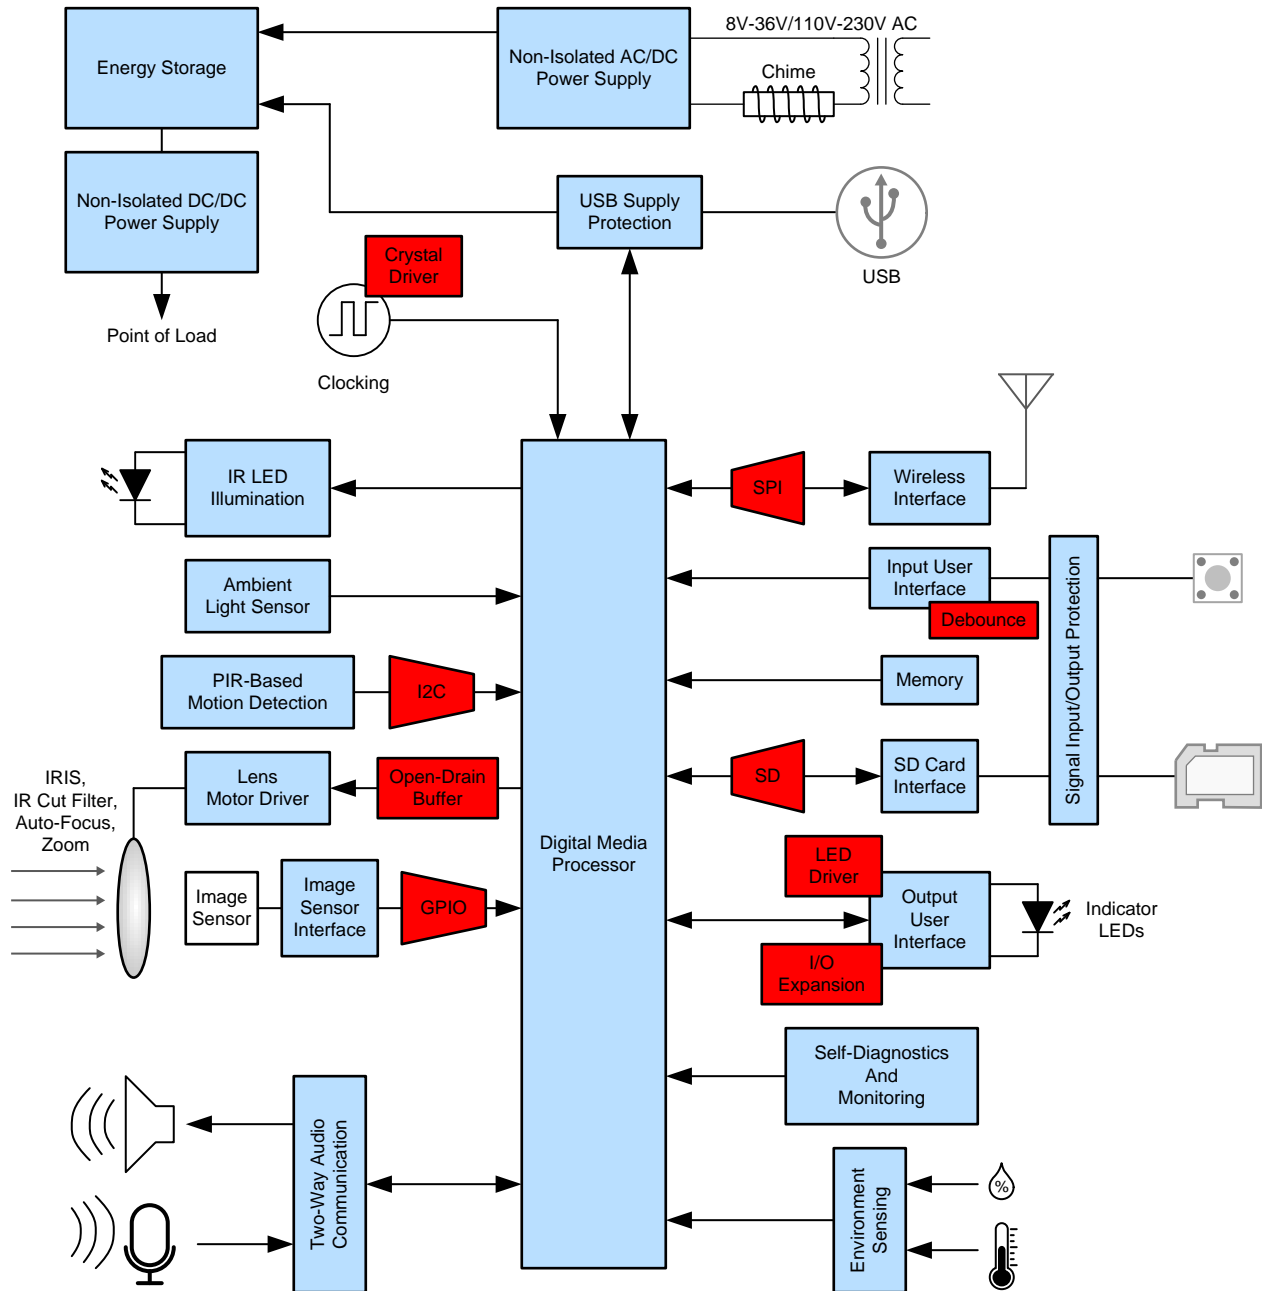 8V-36V/110V-230V AC
Energy Storage
Non-Isolated AC/DC
Power Supply
Chime
Non-Isolated DC/DC
Power Supply
USB Supply
Protection
USB
Crystal
Driver
Point of Load
Clocking
IR LED
Illumination
SPI
Wireless
Interface
Ambient
Light Sensor
Input User
Interface
Debounce
Signal Input/Output Protection
PIR-Based
Motion Detection
I2C
Memory
IRIS,
IR Cut Filter,
Auto-Focus,
Zoom
Lens
Motor Driver
Open-Drain
Buffer
SD
SD Card
Interface
Digital Media
Processor
LED
Driver
Image
Sensor
Image
Sensor
Interface
GPIO
Output
User
Interface
Indicator
LEDs
I/O
Expansion
Self-Diagnostics
And
Monitoring
Two-Way Audio
Communication
Environment
Sensing
%